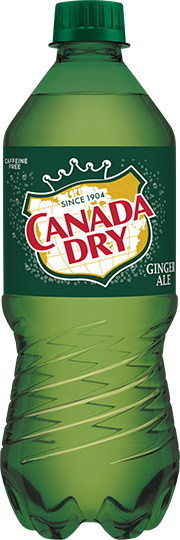 CAFFEINE
FREE
SINCE 1904
CANADA
DRY
GINGER
ALE